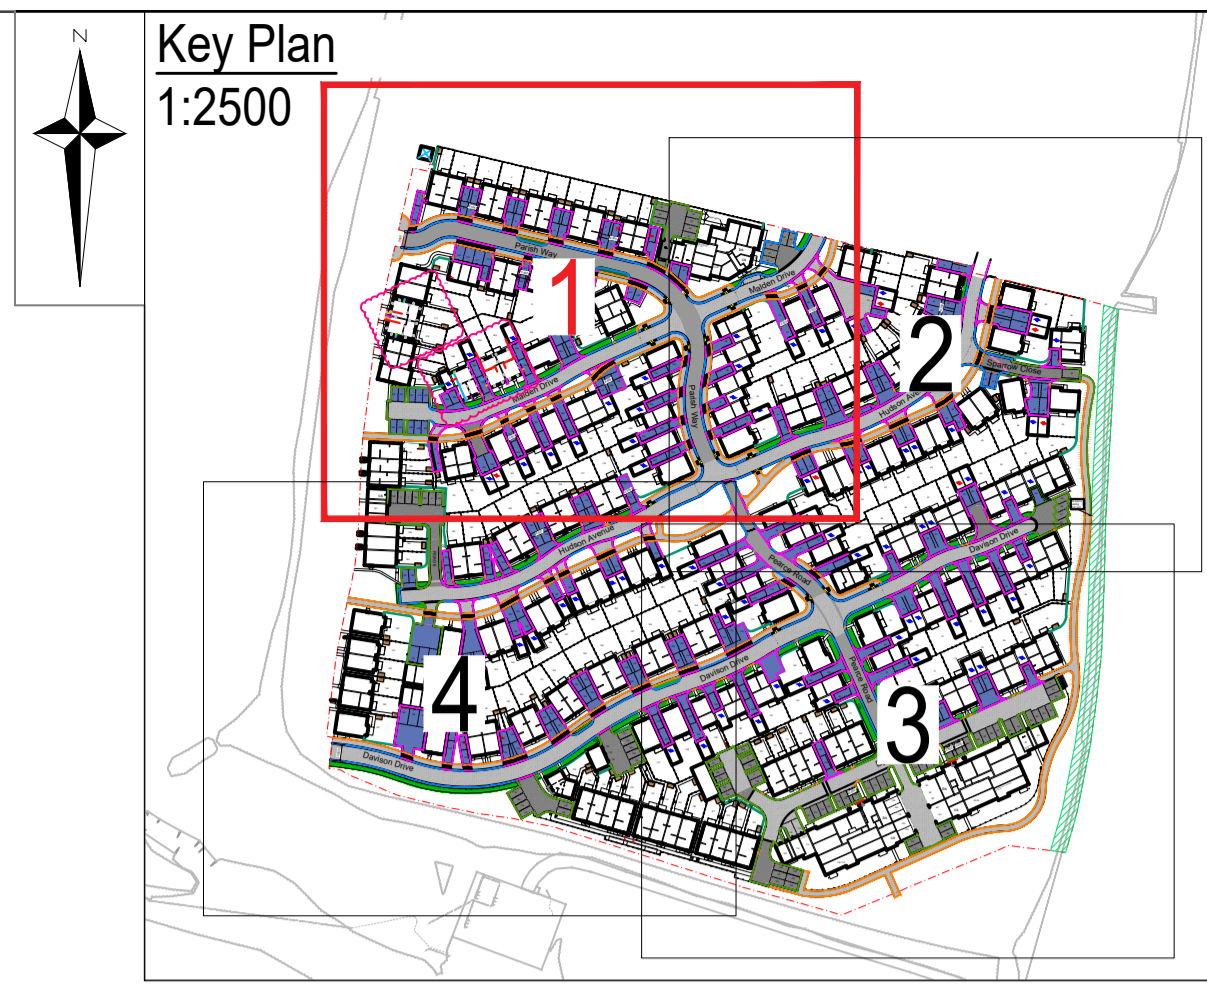 N
Key Plan
1:2500
Parish Way
Malden Drive
1
2
Sparrow Close
Malden Drive
Parish Way
Hudson Ave
Hudson Avenue
Davison Drive
Pearce Road
4
Davison Drive
Pearce Road
3
Davison Drive